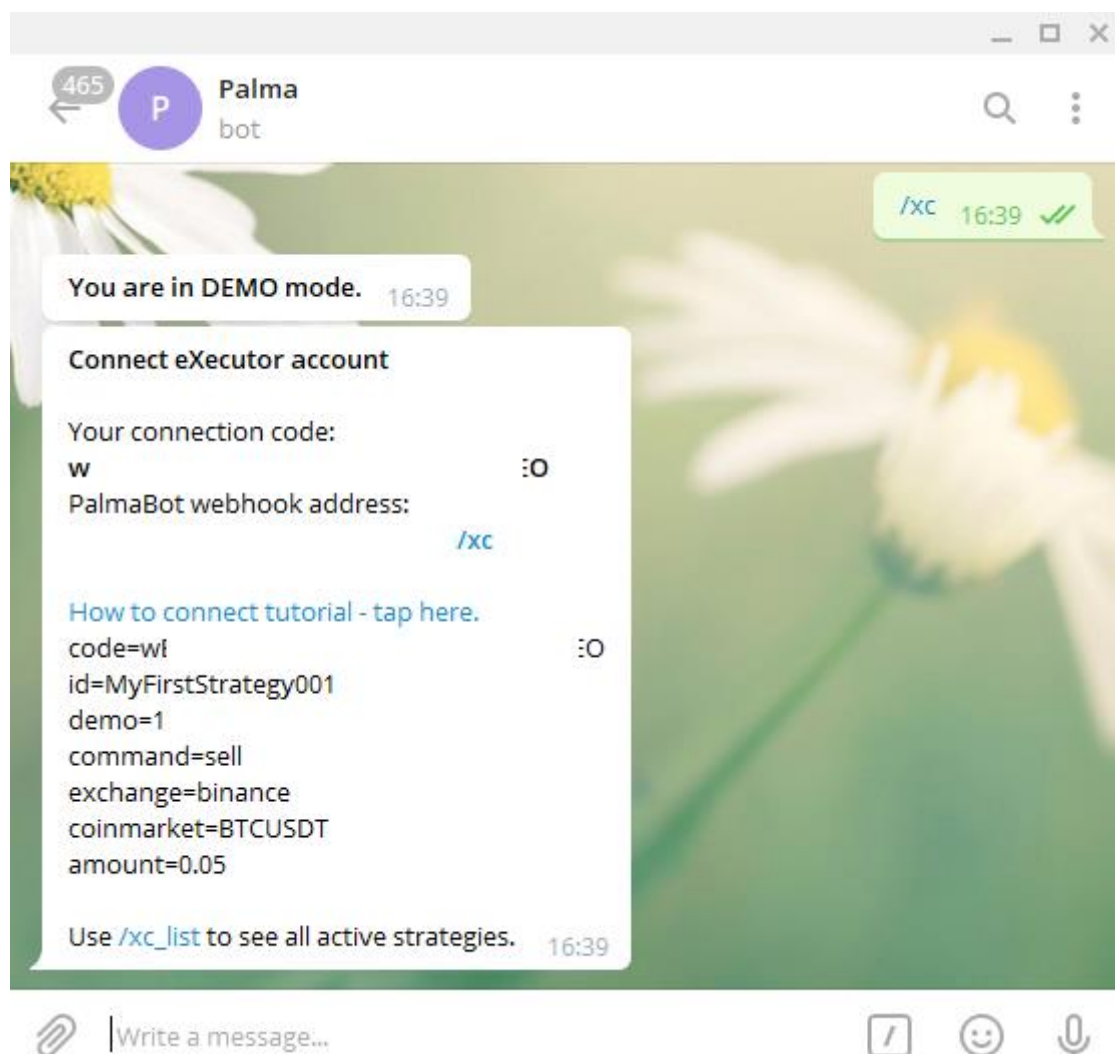 465
P
Palma
bot
/xc 16:39
You are in DEMO mode. 16:39
Connect eXecutor account
Your connection code:
w
PalmaBot webhook address:
/xc
How to connect tutorial - tap here.
code=w
id=MyFirstStrategy001
demo=1
command=sell
exchange=binance
coinmarket=BTCUSDT
amount=0.05
Use /xc_list to see all active strategies. 16:39
Write a message...